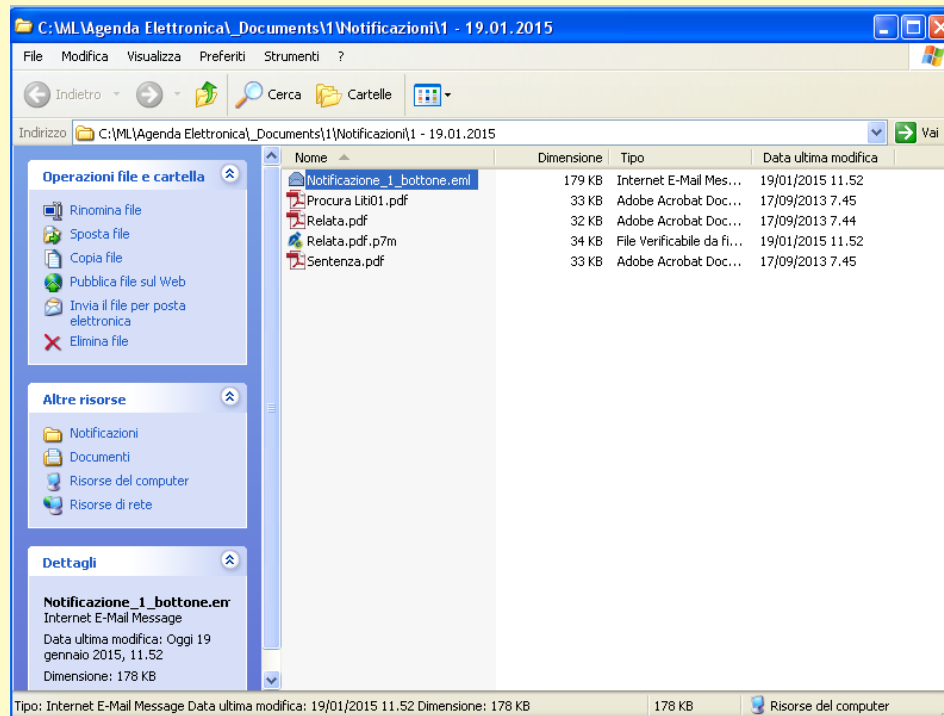 C:\ML\Agenda Elettronica\_Documents\1\Notificazioni\1 - 19.01.2015
File Modifica Visualizza Preferiti Strumenti ?
Indietro Cerca Cartelle
Indirizzo C:\ML\Agenda Elettronica\_Documents\1\Notificazioni\1 - 19.01.2015 Vai
Operazioni file e cartella
Rinomina file
Sposta file
Copia file
Pubblica file sul Web
Invia il file per posta
elettronica
Elimina file
Altre risorse
Notificazioni
Documenti
Risorse del computer
Risorse di rete
Dettagli
Notificazione_1_bottone.em
Internet E-Mail Message
Data ultima modifica: Oggi 19
gennaio 2015, 11.52
Dimensione: 178 KB
Nome Dimensione Tipo Data ultima modifica
Notificazione_1_bottone.eml 179 KB Internet E-Mail Mes... 19/01/2015 11.52
Procura Liti01.pdf 33 KB Adobe Acrobat Doc... 17/09/2013 7.45
Relata.pdf 32 KB Adobe Acrobat Doc... 17/09/2013 7.44
Relata.pdf.p7m 34 KB File Verificabile da fi... 19/01/2015 11.52
Sentenza.pdf 33 KB Adobe Acrobat Doc... 17/09/2013 7.45
Tipo: Internet E-Mail Message Data ultima modifica: 19/01/2015 11.52 Dimensione: 178 KB 178 KB Risorse del computer